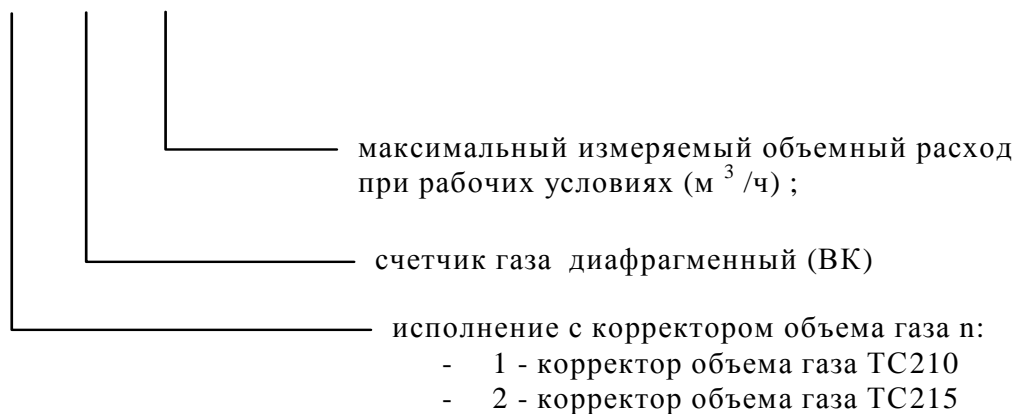 максимальный измеряемый объемный расход
при рабочих условиях (м ³ /ч) ;
счетчик газа диафрагменный (ВК)
исполнение с корректором объема газа n:
- 1 - корректор объема газа ТС210
- 2 - корректор объема газа ТС215